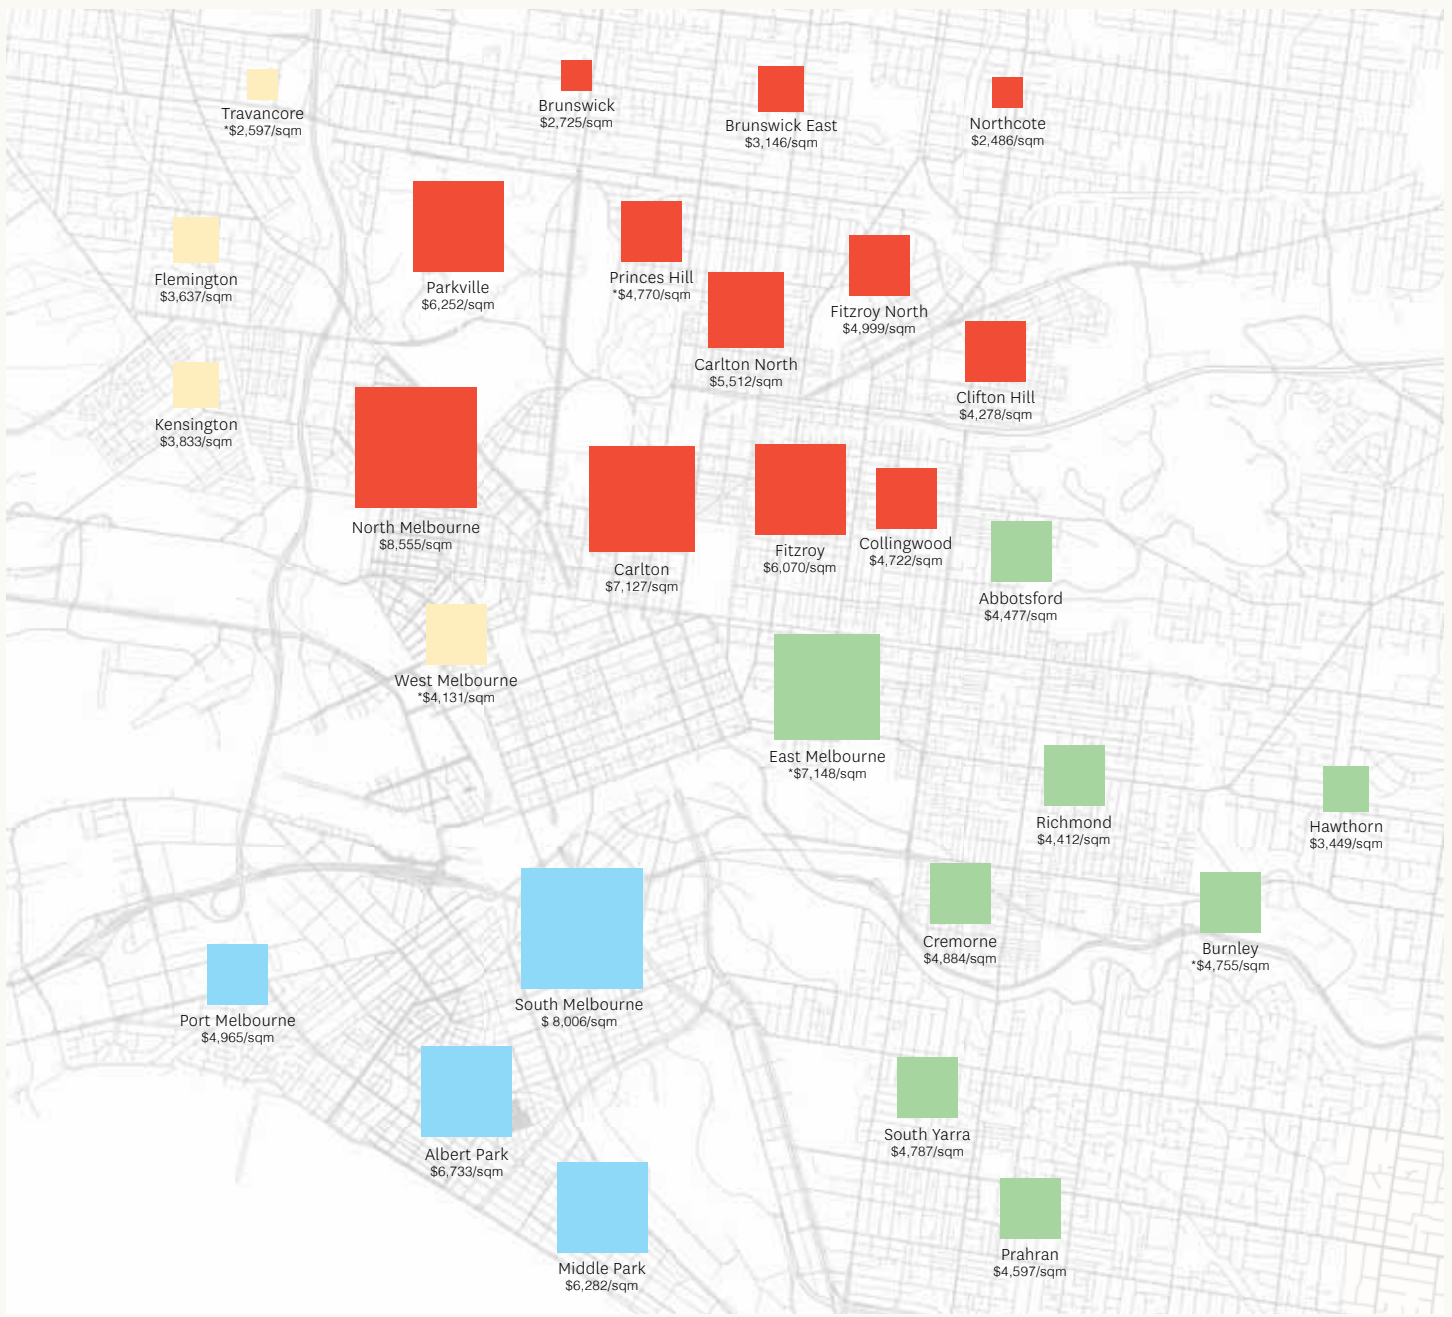 Travancore
*$2,597/sqm
Brunswick
$2,725/sqm
Brunswick East
$3,146/sqm
Northcote
$2,486/sqm
Flemington
$3,637/sqm
Parkville
$6,252/sqm
Princes Hill
*$4,770/sqm
Fitzroy North
$4,999/sqm
Carlton North
$5,512/sqm
Clifton Hill
$4,278/sqm
Kensington
$3,833/sqm
North Melbourne
$8,555/sqm
Carlton
$7,127/sqm
Fitzroy
$6,070/sqm
Collingwood
$4,722/sqm
Abbotsford
$4,477/sqm
West Melbourne
*$4,131/sqm
East Melbourne
*$7,148/sqm
Richmond
$4,412/sqm
Hawthorn
$3,449/sqm
Cremorne
$4,884/sqm
Burnley
*$4,755/sqm
South Melbourne
$ 8,006/sqm
Port Melbourne
$4,965/sqm
Albert Park
$6,733/sqm
South Yarra
$4,787/sqm
Middle Park
$6,282/sqm
Prahran
$4,597/sqm